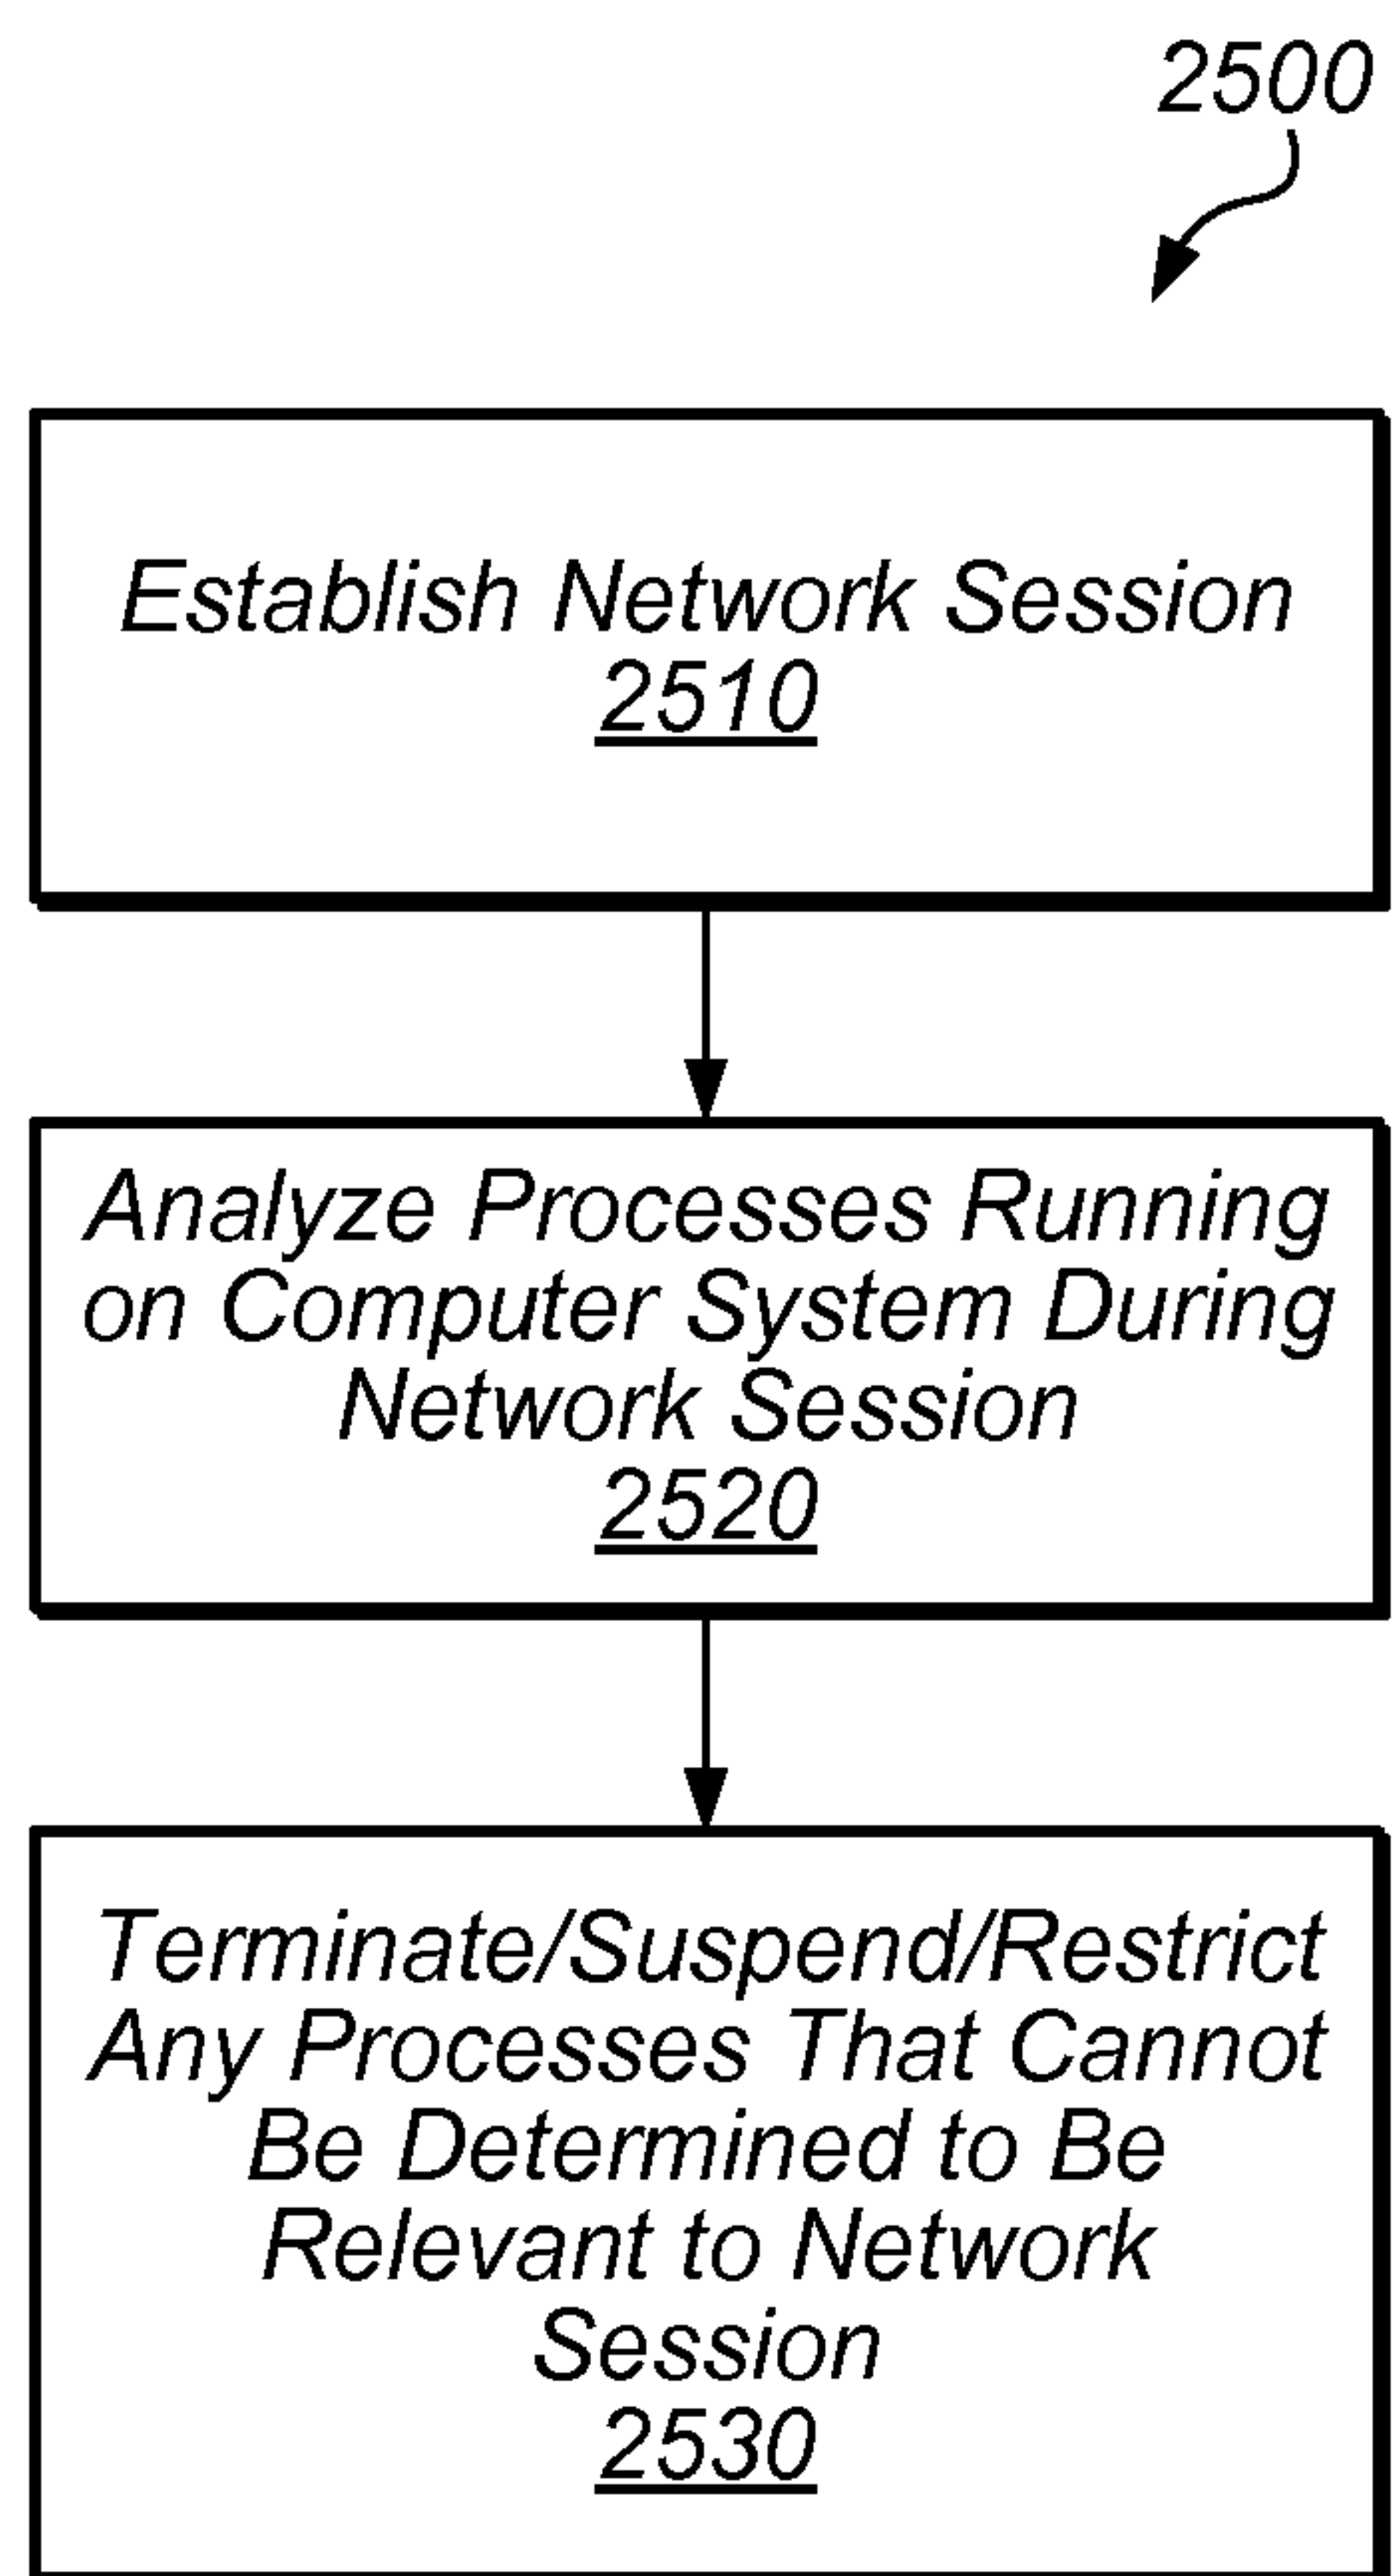 2500
Establish Network Session
2510
Analyze Processes Running
on Computer System During
Network Session
2520
Terminate/Suspend/Restrict
Any Processes That Cannot
Be Determined to Be
Relevant to Network
Session
2530